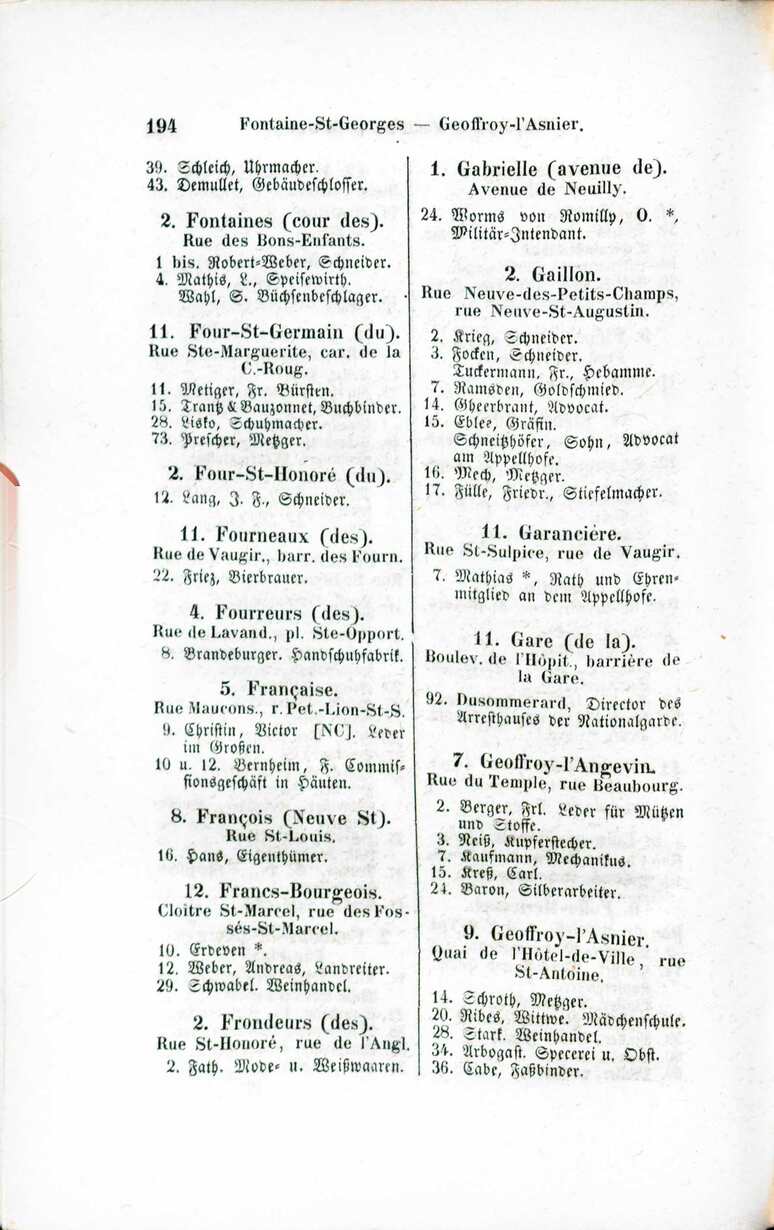 194 Fontaine-St-Georges — Geoffroy-l'Asnier.
39. Schleich, Uhrmacher.
43. Demullet, Gebäudeschlosser.
2. Fontaines (cour des).
Rue des Bons-Enfants.
1 bis. Robert-Weber, Schneider.
4. Mathis, L., Speisewirth.
Wahl, S. Büchsenbeschlager.
11. Four-St-Germain (du).
Rue Ste-Marguerite, car. de la
C.-Roug.
11. Metiger, Fr. Bürsten.
15. Trantz & Bauzonnet, Buchbinder.
28. Lisko, Schuhmacher.
73. Prescher, Metzger.
2. Four-St-Honoré (du).
12. Lang, J. F., Schneider.
11. Fourneaux (des).
Rue de Vaugir., barr. des Fourn.
22. Friez, Bierbrauer.
4. Fourreurs (des).
Rue de Lavand., pl. Ste-Opport.
8. Brandeburger. Handschuhfabrik.
5. Française.
Rue Maucons., r. Pet.-Lion-St-S.
9. Christin, Victor [NC]. Leder
im Großen.
10 u. 12. Bernheim, F. Commis-
sionsgeschäft in Häuten.
8. François (Neuve St).
Rue St-Louis.
16. Hans, Eigenthümer.
12. Francs-Bourgeois.
Cloître St-Marcel, rue des Fos-
sés-St-Marcel.
10. Erdeven *.
12. Weber, Andreas, Landreiter.
29. Schwabel. Weinhandel.
2. Frondeurs (des).
Rue St-Honoré, rue de l'Angl.
2. Fath. Mode- u. Weißwaaren.
1. Gabrielle (avenue de).
Avenue de Neuilly.
24. Worms von Romilly, O. *,
Militär-Intendant.
2. Gaillon.
Rue Neuve-des-Petits-Champs,
rue Neuve-St-Augustin.
2. Krieg, Schneider.
3. Focken, Schneider.
Tuckermann, Fr., Hebamme.
7. Ramsden, Goldschmied.
14. Gheerbrant, Advocat.
15. Eblee, Gräfin.
Schneitzhöfer, Sohn, Advocat
am Appellhofe.
16. Mech, Metzger.
17. Fülle, Friedr., Stiefelmacher.
11. Garancière.
Rue St-Sulpice, rue de Vaugir.
7. Mathias *, Rath und Ehren-
mitglied an dem Appellhofe.
11. Gare (de la).
Boulev. de l'Hôpit., barrière de
la Gare.
92. Dusommerard, Director des
Arresthauses der Nationalgarde.
7. Geoffroy-l'Angevin.
Rue du Temple, rue Beaubourg.
2. Berger, Frl. Leder für Mützen
und Stoffe.
3. Reiß, Kupferstecher.
7. Kaufmann, Mechanikus.
15. Kreß, Carl.
24. Baron, Silberarbeiter.
9. Geoffroy-l'Asnier.
Quai de l'Hôtel-de-Ville, rue
St-Antoine.
14. Schroth, Metzger.
20. Ribes, Wittwe. Mädchenschule.
28. Stark. Weinhandel.
34. Arbogast. Specerei u. Obst.
36. Cabe, Faßbinder.